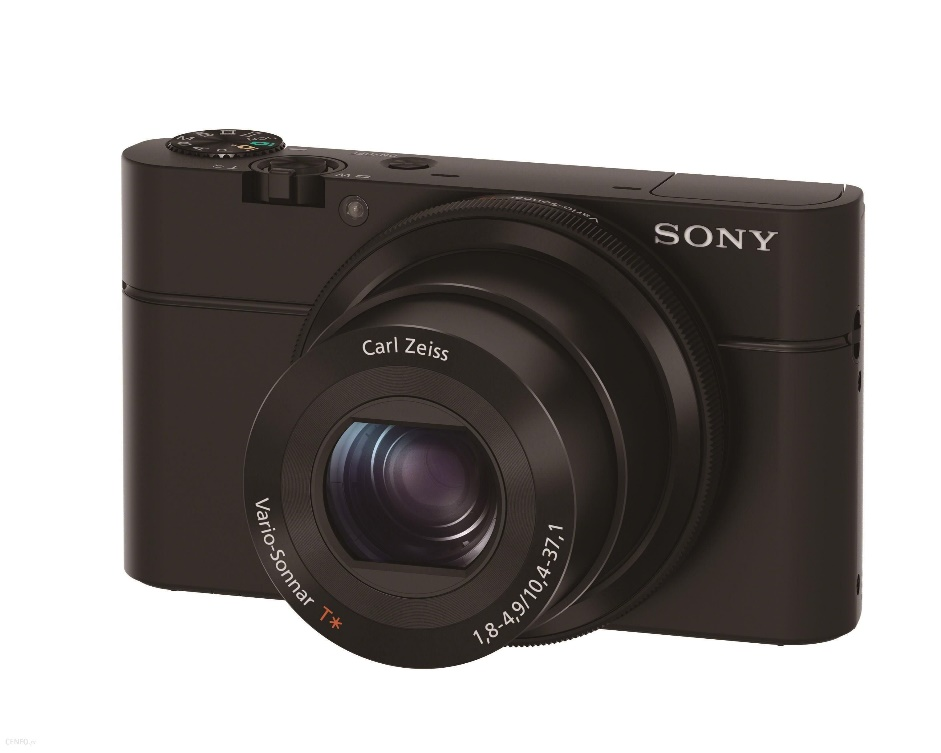 SONY
Carl Zeiss
Vario-Sonnar T*
1,8-4,9/10,4-37,1